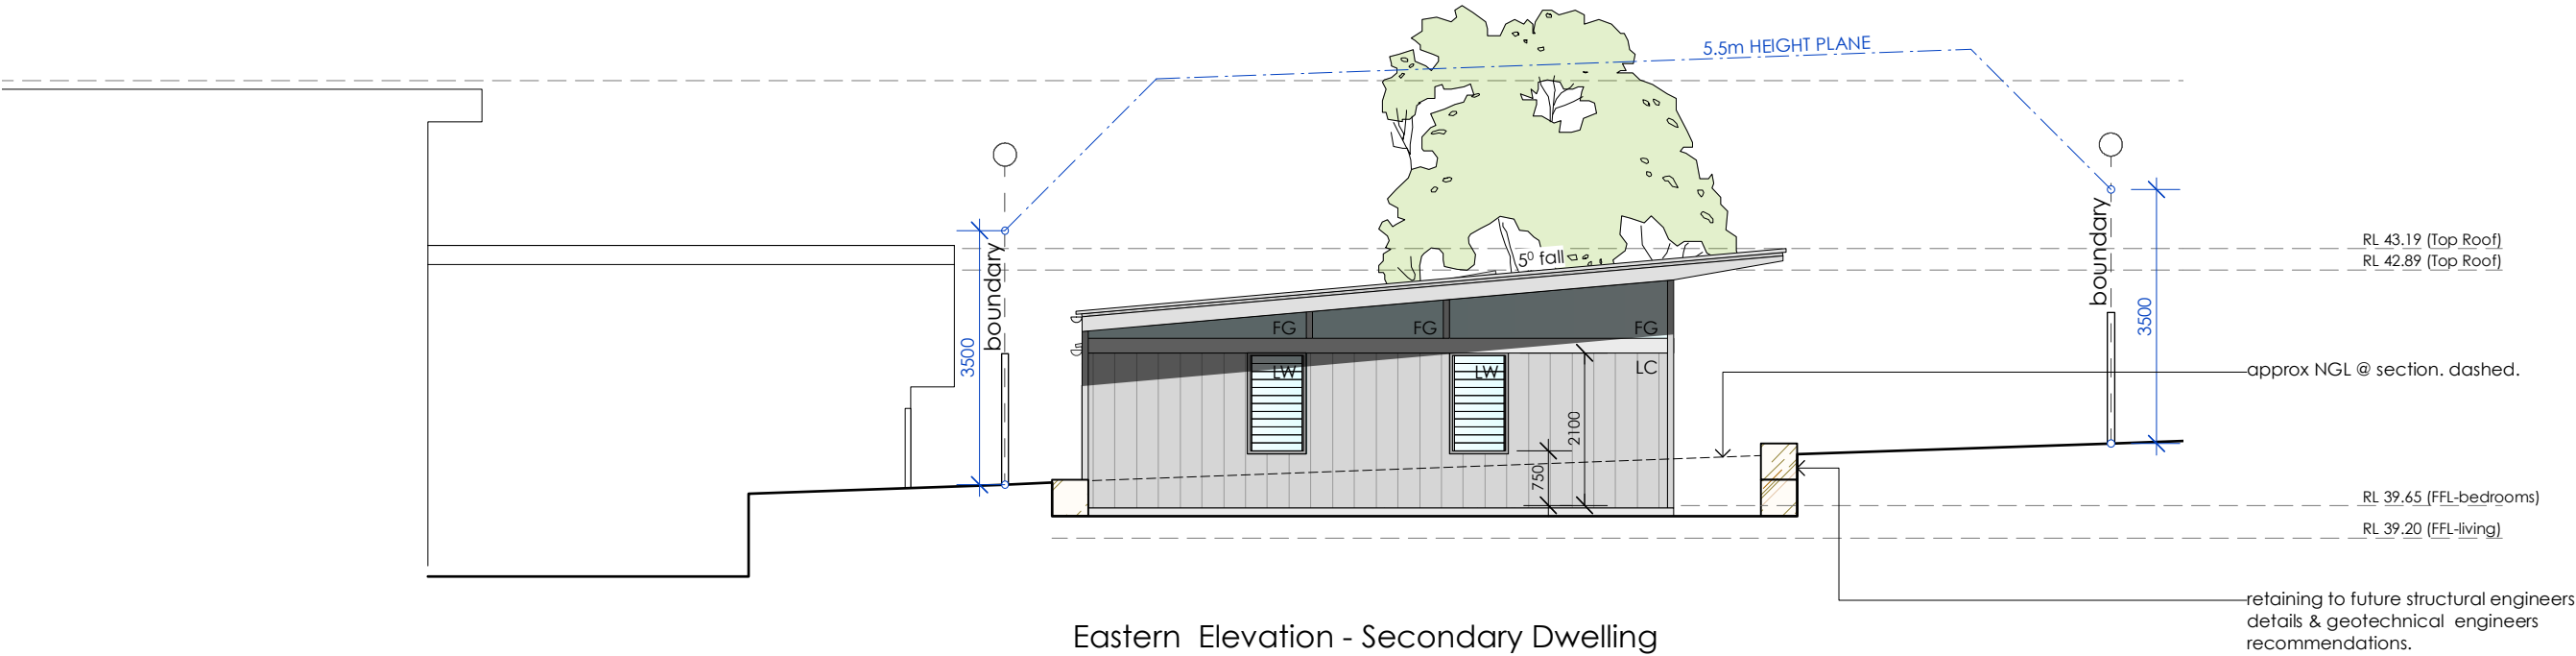 5.5m HEIGHT PLANE
boundary
boundary
RL 43.19 (Top Roof)
RL 42.89 (Top Roof)
5⁰ fall
3500
3500
FG
FG
FG
LW
LW
LC
approx NGL @ section. dashed.
2100
750
RL 39.65 (FFL-bedrooms)
RL 39.20 (FFL-living)
retaining to future structural engineers
details & geotechnical engineers
recommendations.
Eastern Elevation - Secondary Dwelling